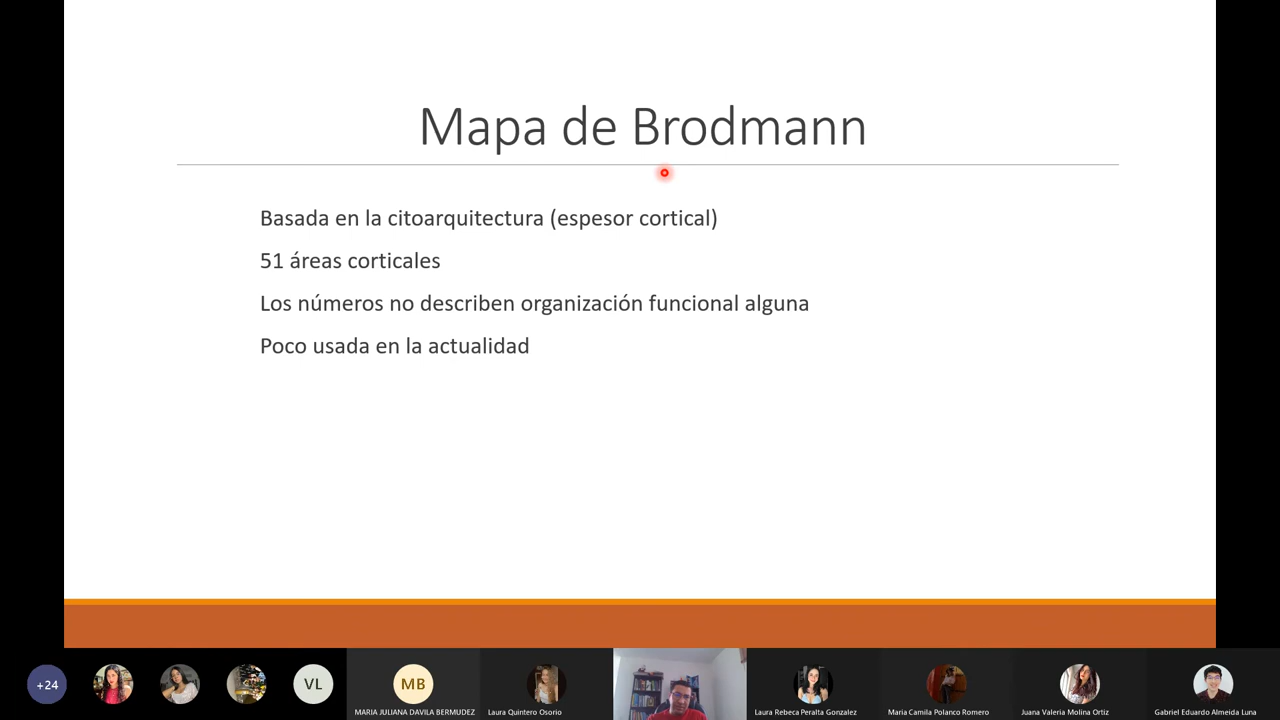 Mapa de Brodmann
Basada en la citoarquitectura (espesor cortical)
51 áreas corticales
Los números no describen organización funcional alguna
Poco usada en la actualidad
+24
VL
MB
MARIA JULIANA DAVILA BERMUDEZ
Laura Quintero Osorio
Laura Rebeca Peralta Gonzalez
Maria Camila Polanco Romero
Juana Valeria Molina Ortiz
Gabriel Eduardo Almeida Luna